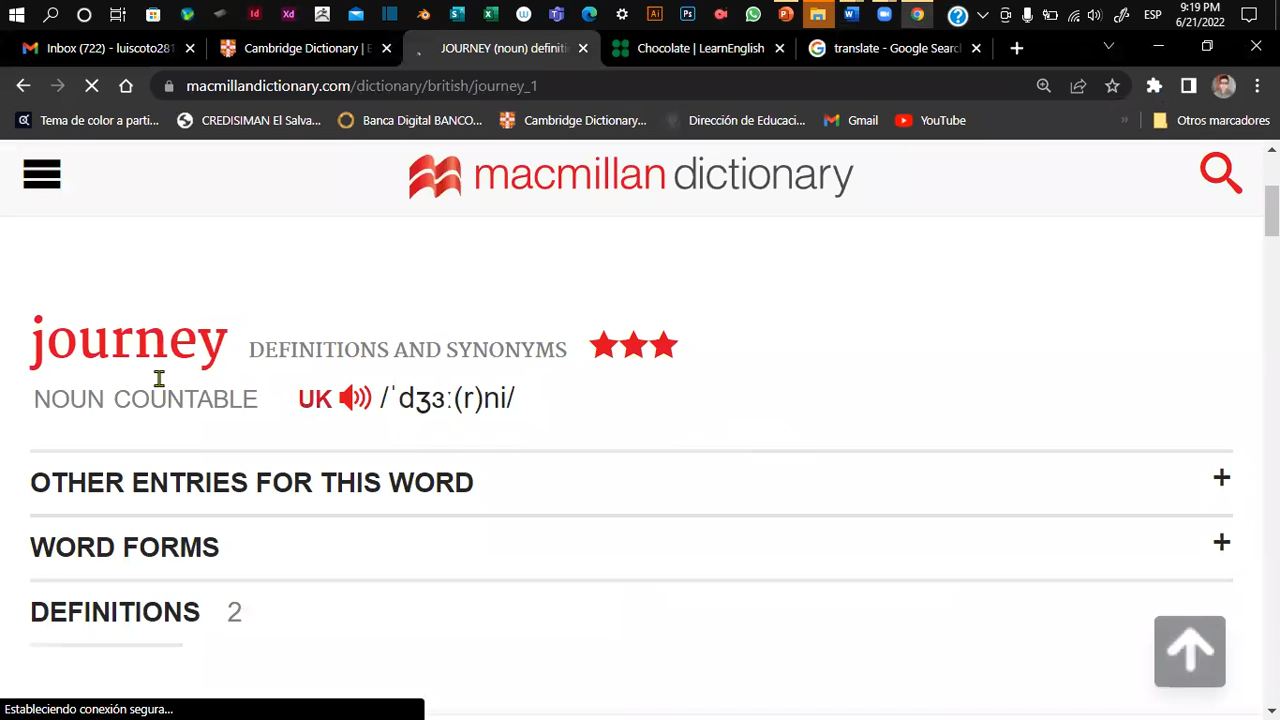 9:19 PM
ESP
6/21/2022
Inbox (722) - luiscoto281
Cambridge Dictionary | E
JOURNEY (noun) definiti
Chocolate | LearnEnglish
translate - Google Searc
macmillandictionary.com/dictionary/british/journey_1
Tema de color a parti...
CREDISIMAN El Salva...
Banca Digital BANCO...
Cambridge Dictionary...
Dirección de Educaci...
Gmail
YouTube
»
Otros marcadores
macmillan dictionary
journey DEFINITIONS AND SYNONYMS
NOUN COUNTABLE UK /ˈdʒɜː(r)ni/
OTHER ENTRIES FOR THIS WORD +
WORD FORMS +
DEFINITIONS 2
Estableciendo conexión segura...